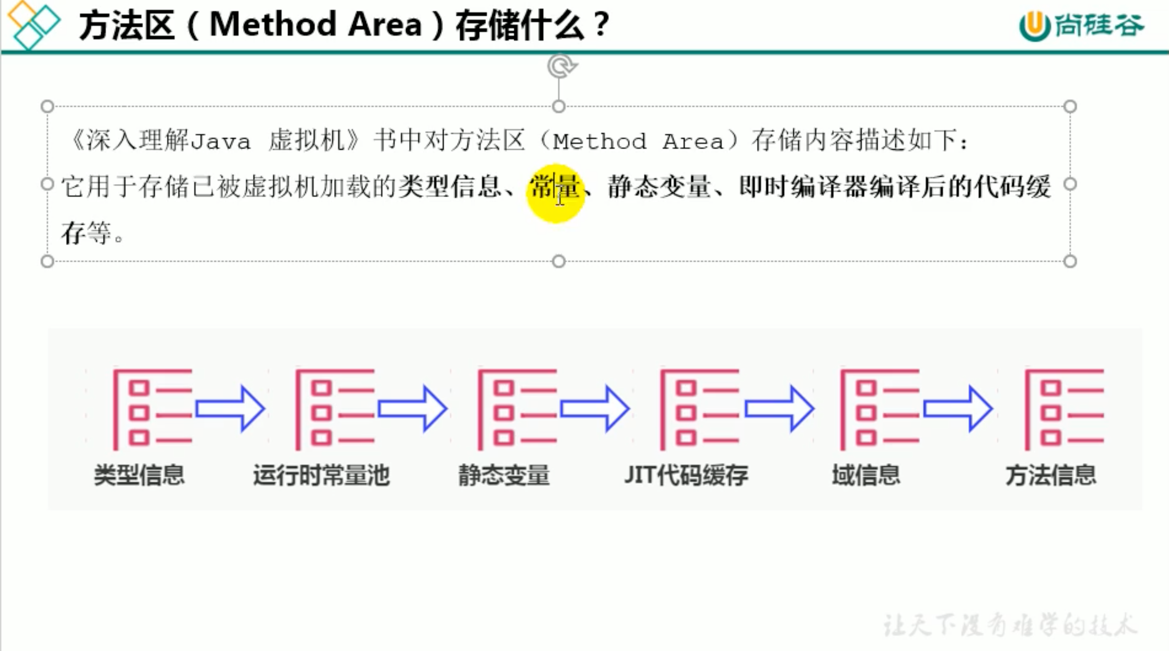 方法区（Method Area）存储什么？
尚硅谷
《深入理解Java 虚拟机》书中对方法区（Method Area）存储内容描述如下：
它用于存储已被虚拟机加载的类型信息、常量、静态变量、即时编译器编译后的代码缓
存等。
类型信息 运行时常量池 静态变量 JIT代码缓存 域信息 方法信息
让天下没有难学的技术